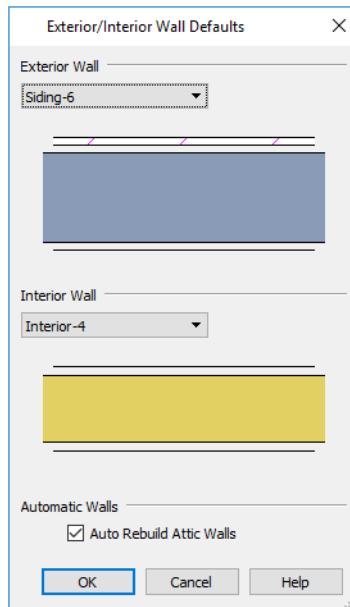 Exterior/Interior Wall Defaults
Exterior Wall
Siding-6
Interior Wall
Interior-4
Automatic Walls
Auto Rebuild Attic Walls
OK Cancel Help